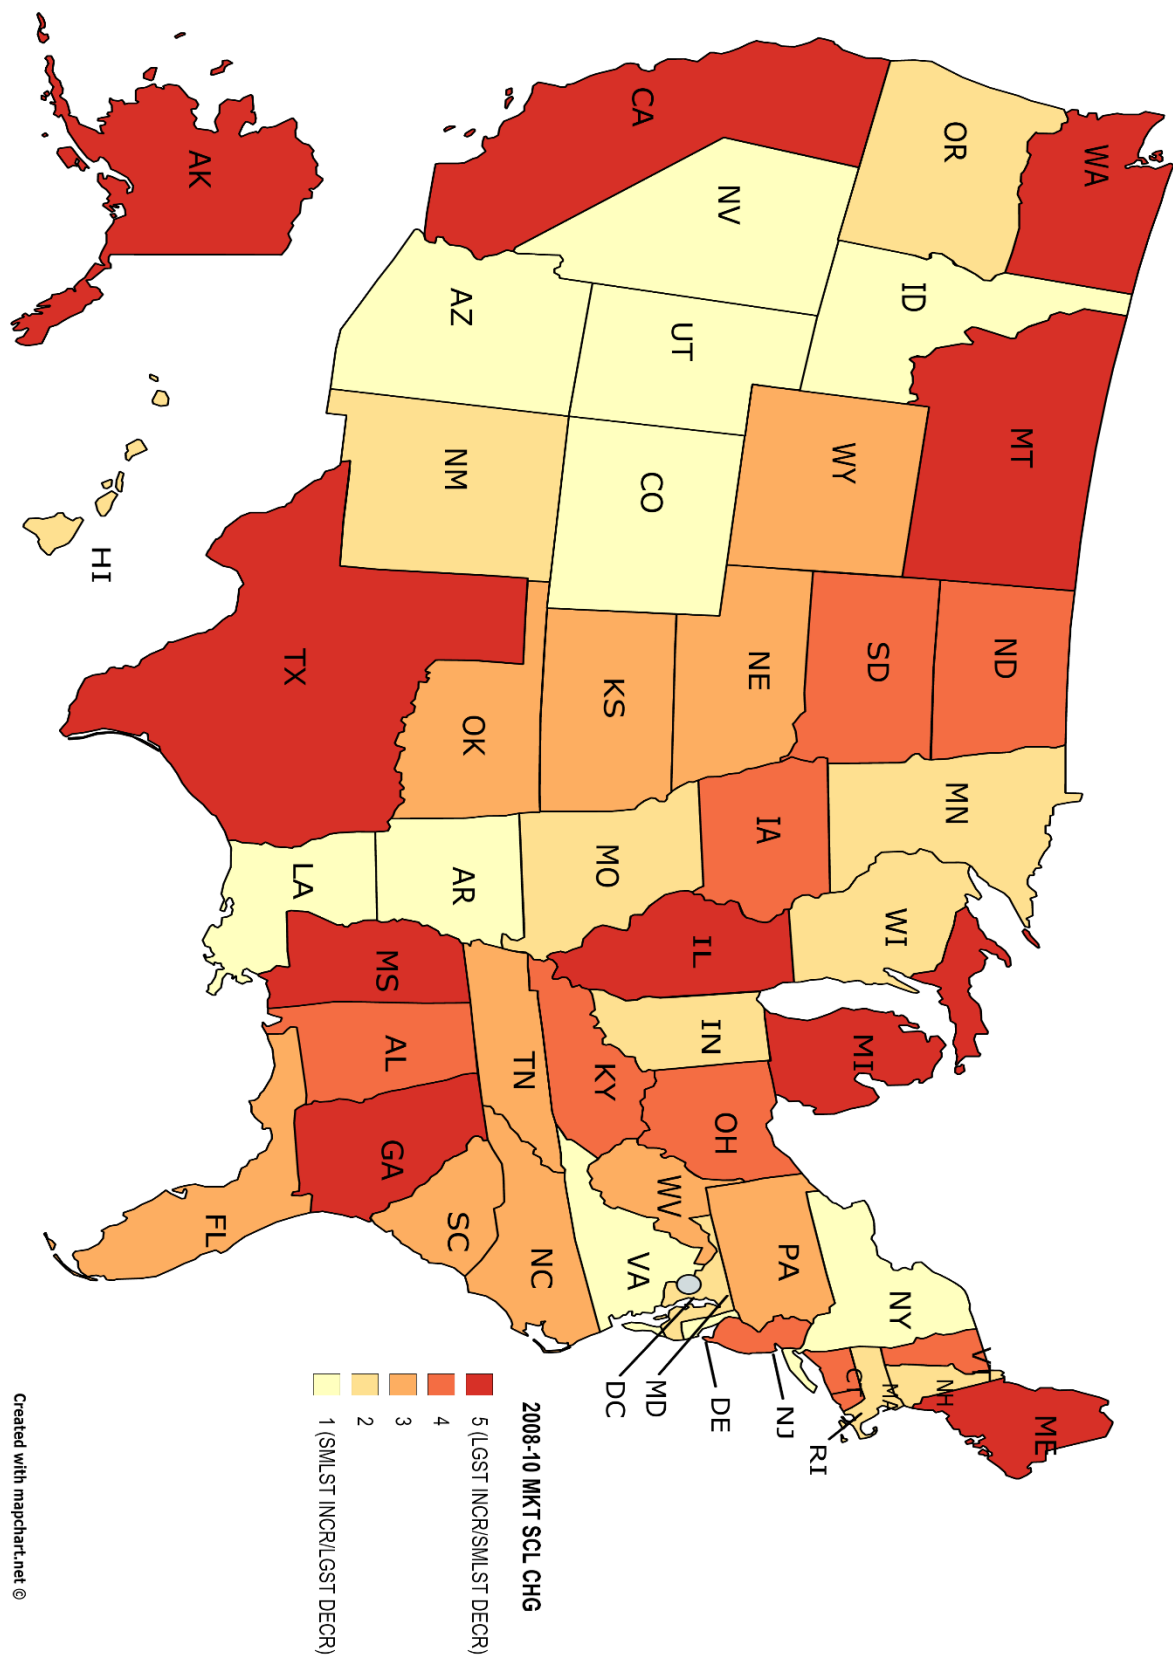 WA
OR
CA
NV
ID
MT
WY
UT
AZ
CO
NM
ND
SD
NE
KS
OK
TX
MN
IA
MO
AR
LA
WI
IL
MS
MI
IN
KY
TN
AL
OH
GA
WV
VA
NC
SC
FL
PA
NY
VT
NH
ME
MA
CT
RI
NJ
DE
MD
DC
AK
HI
2008-10 MKT SCL CHG
5 (LGST INCR/SMLST DECR)
4
3
2
1 (SMLST INCR/LGST DECR)
Created with mapchart.net ©